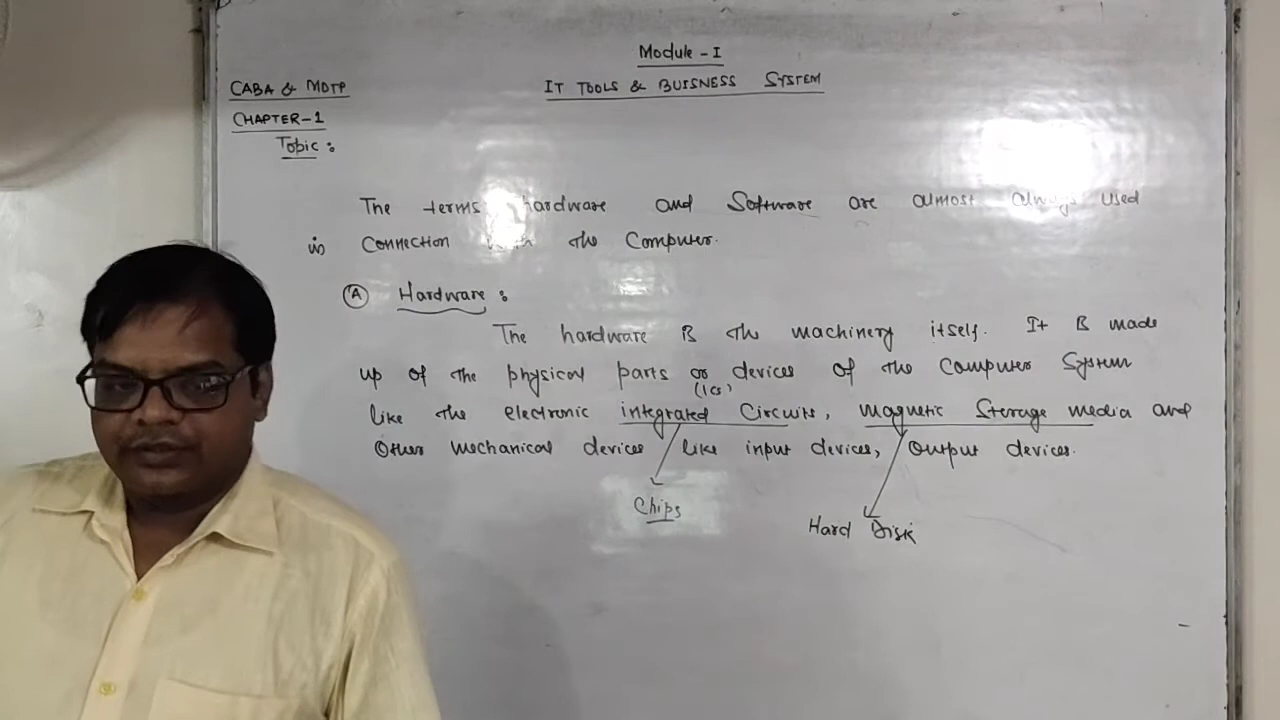 Module - I
CABA & MDTP
IT TOOLS & BUISNESS SYSTEM
CHAPTER-1
Topic :
The terms hardware and Software are almost always used
in Connection with the Computer.
(A) Hardware :
The hardware is the machinery itself. It is made
up of the physical parts or devices of the Computer System
(ICs)
like the electronic integrated Circuits, magnetic Storage media and
Other mechanical devices like input devices, Output devices.
Chips
Hard Disk